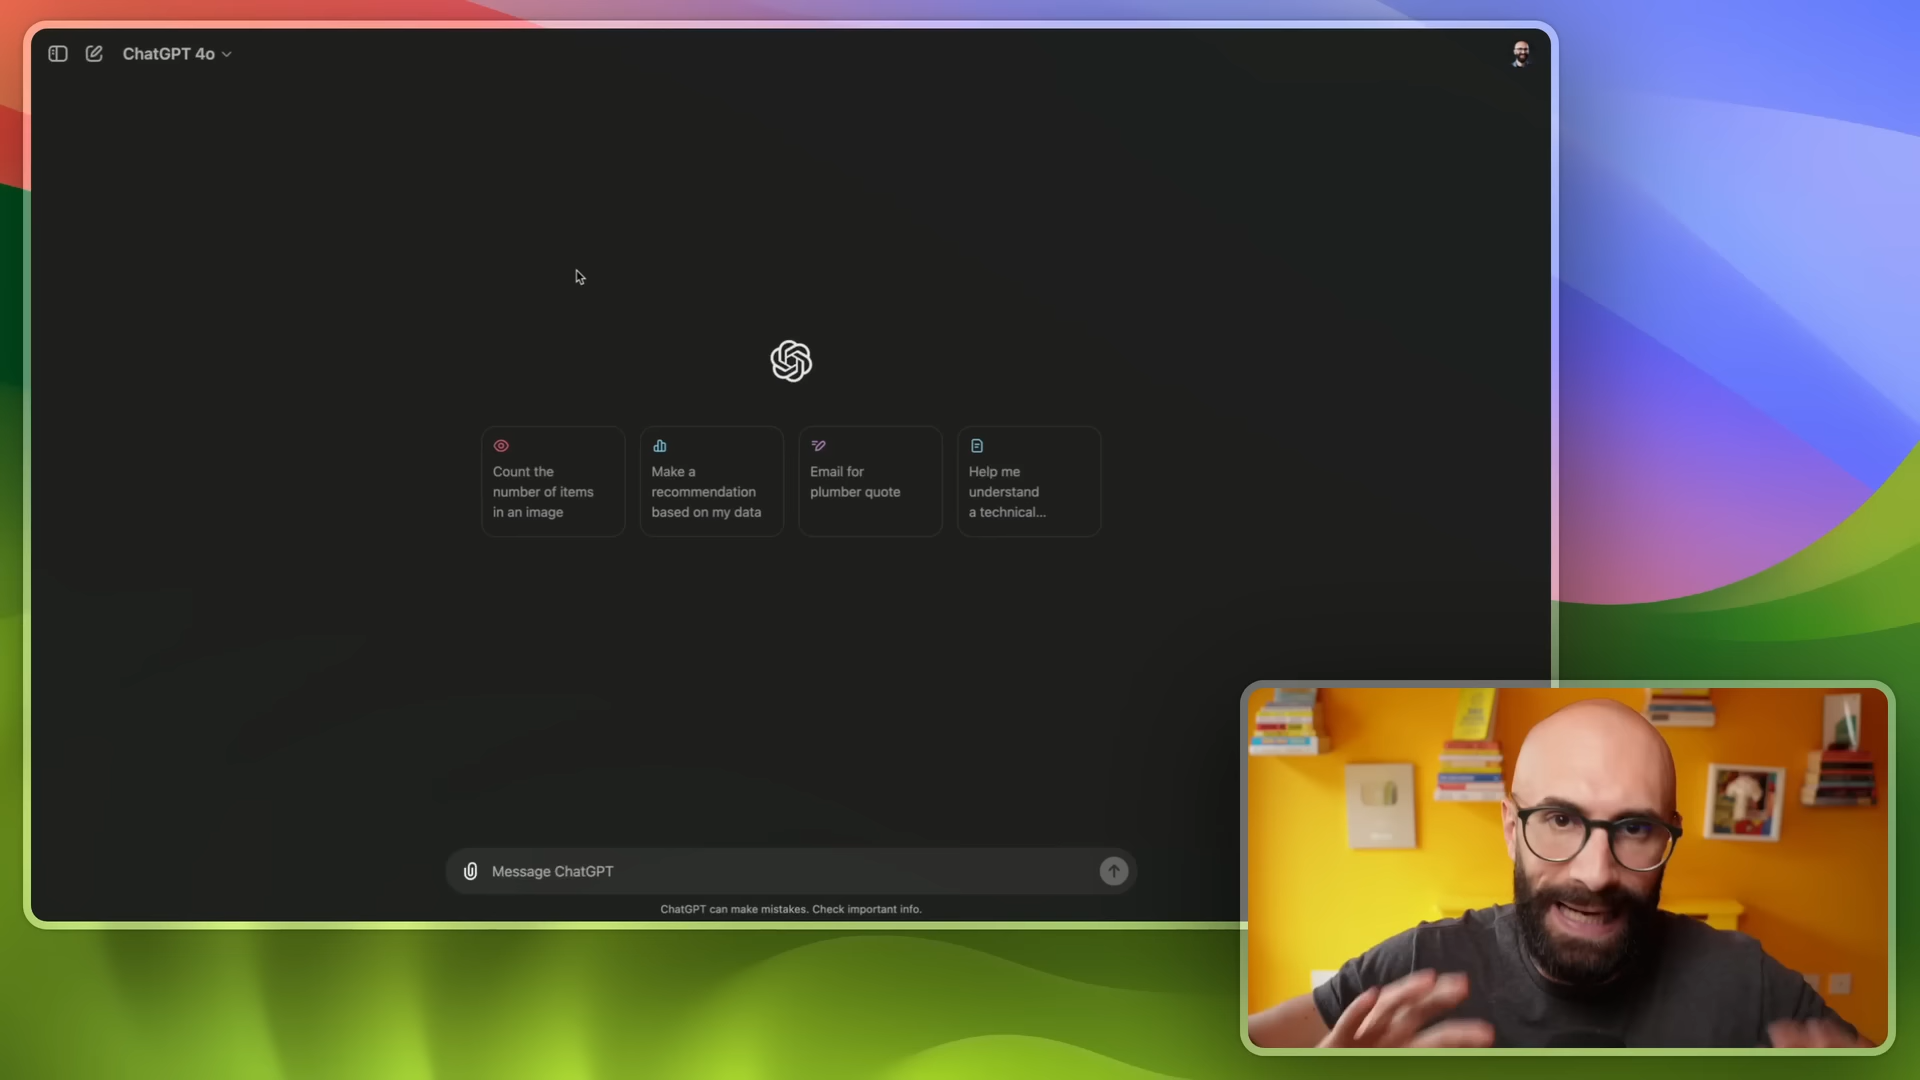 ChatGPT 4o
Count the
number of items
in an image
Make a
recommendation
based on my data
Email for
plumber quote
Help me
understand
a technical...
Message ChatGPT
ChatGPT can make mistakes. Check important info.